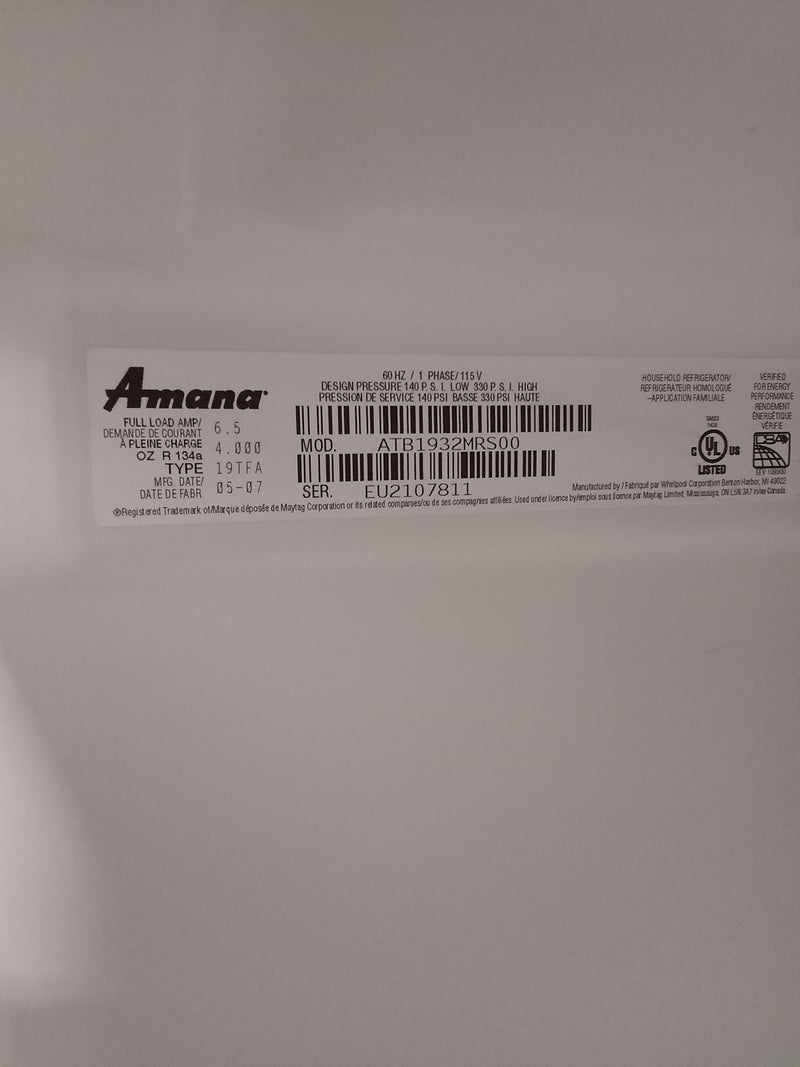 Amana
60 HZ / 1 PHASE/115 V
DESIGN PRESSURE 140 P. S. I. LOW 330 P. S. I. HIGH
PRESSION DE SERVICE 140 PSI BASSE 330 PSI HAUTE
HOUSEHOLD REFRIGERATOR/
REFRIGERATEUR HOMOLOGUÉ
-APPLICATION FAMILIALE
VERIFIED
FOR ENERGY
PERFORMANCE
RENDEMENT
ÉNERGÉTIQUE
VÉRIFIÉ
FULL LOAD AMP/
DEMANDE DE COURANT 6.5
À PLEINE CHARGE
OZ R 134a 4.000
TYPE 19TFA
MFG. DATE/
DATE DE FABR. 05-07
MOD. ATB1932MRS00
SER. EU2107811
C UL US
LISTED
EEV 109900
Manufactured by / Fabriqué par Whirlpool Corporation Benton Harbor, MI 49022
®Registered Trademark of/Marque déposée de Maytag Corporation or its related companies/ou de ses compagnies affiliées. Used under licence by/emploi sous licence par Maytag Limited, Mississauga, ON L5N 3A7 in/au Canada.